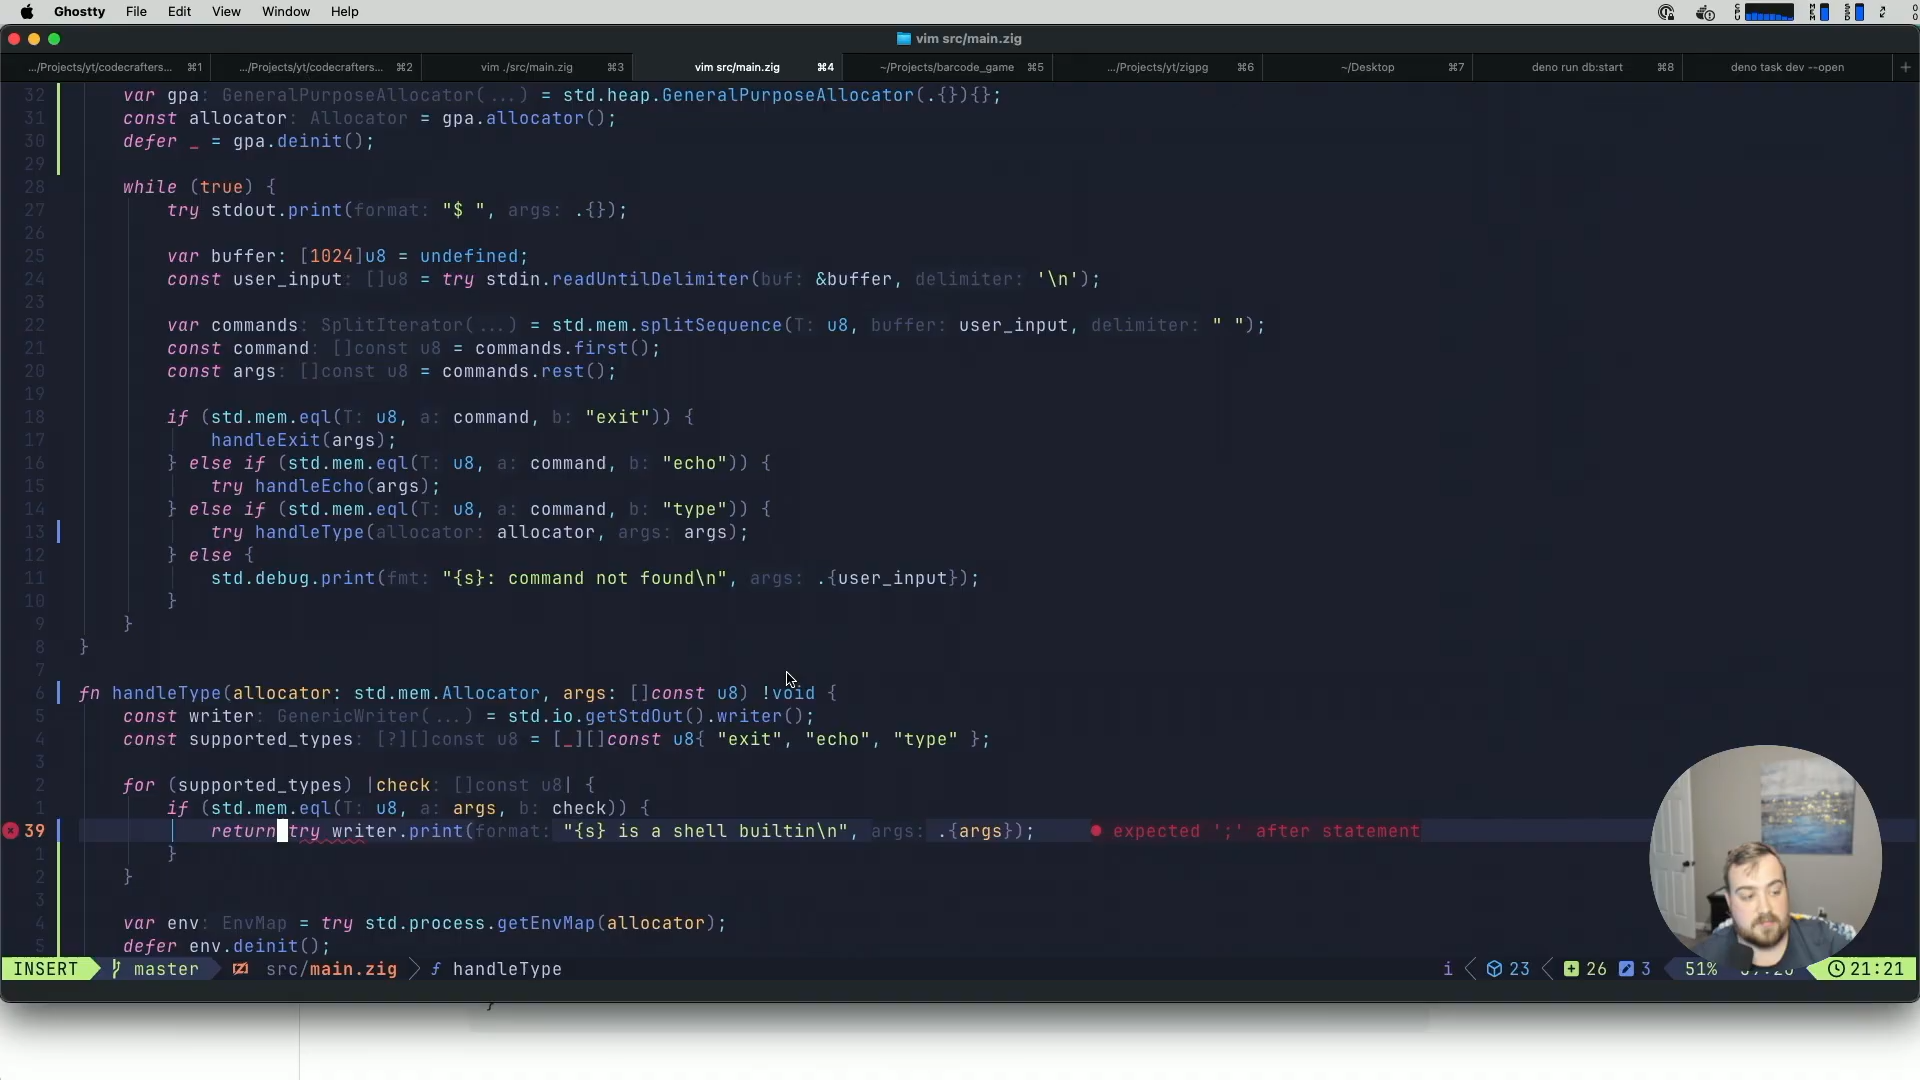 Ghostty File Edit View Window Help
vim src/main.zig
.../Projects/yt/codecrafters... ⌘1 .../Projects/yt/codecrafters... ⌘2 vim ./src/main.zig ⌘3 vim src/main.zig ⌘4 ~/Projects/barcode_game ⌘5 .../Projects/yt/zigpg ⌘6 ~/Desktop ⌘7 deno run db:start ⌘8 deno task dev --open +
32 var gpa: GeneralPurposeAllocator(...) = std.heap.GeneralPurposeAllocator(.{}){};
31 const allocator: Allocator = gpa.allocator();
30 defer _ = gpa.deinit();
29
28 while (true) {
27 try stdout.print(format: "$ ", args: .{});
26
25 var buffer: [1024]u8 = undefined;
24 const user_input: []u8 = try stdin.readUntilDelimiter(buf: &buffer, delimiter: '\n');
23
22 var commands: SplitIterator(...) = std.mem.splitSequence(T: u8, buffer: user_input, delimiter: " ");
21 const command: []const u8 = commands.first();
20 const args: []const u8 = commands.rest();
19
18 if (std.mem.eql(T: u8, a: command, b: "exit")) {
17 handleExit(args);
16 } else if (std.mem.eql(T: u8, a: command, b: "echo")) {
15 try handleEcho(args);
14 } else if (std.mem.eql(T: u8, a: command, b: "type")) {
13 try handleType(allocator: allocator, args: args);
12 } else {
11 std.debug.print(fmt: "{s}: command not found\n", args: .{user_input});
10 }
9 }
8 }
7
6 fn handleType(allocator: std.mem.Allocator, args: []const u8) !void {
5 const writer: GenericWriter(...) = std.io.getStdOut().writer();
4 const supported_types: [?][]const u8 = [_][]const u8{ "exit", "echo", "type" };
3
2 for (supported_types) |check: []const u8| {
1 if (std.mem.eql(T: u8, a: args, b: check)) {
39 return try writer.print(format: "{s} is a shell builtin\n", args: .{args}); expected ';' after statement
1 }
2 }
3
4 var env: EnvMap = try std.process.getEnvMap(allocator);
5 defer env.deinit();
INSERT master src/main.zig handleType i 23 26 3 51% 21:21
}